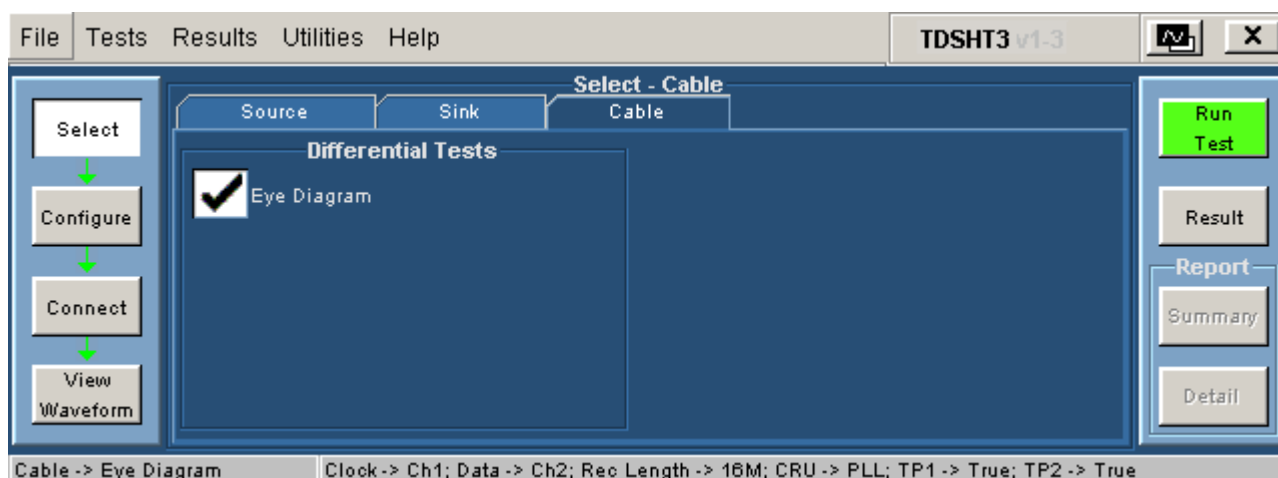 File Tests Results Utilities Help TDSHT3 v1-3
Select - Cable
Source Sink Cable
Select
Configure
Connect
View
Waveform
Differential Tests
Eye Diagram
Run
Test
Result
Report
Summary
Detail
Cable -> Eye Diagram Clock -> Ch1; Data -> Ch2; Rec Length -> 16M; CRU -> PLL; TP1 -> True; TP2 -> True